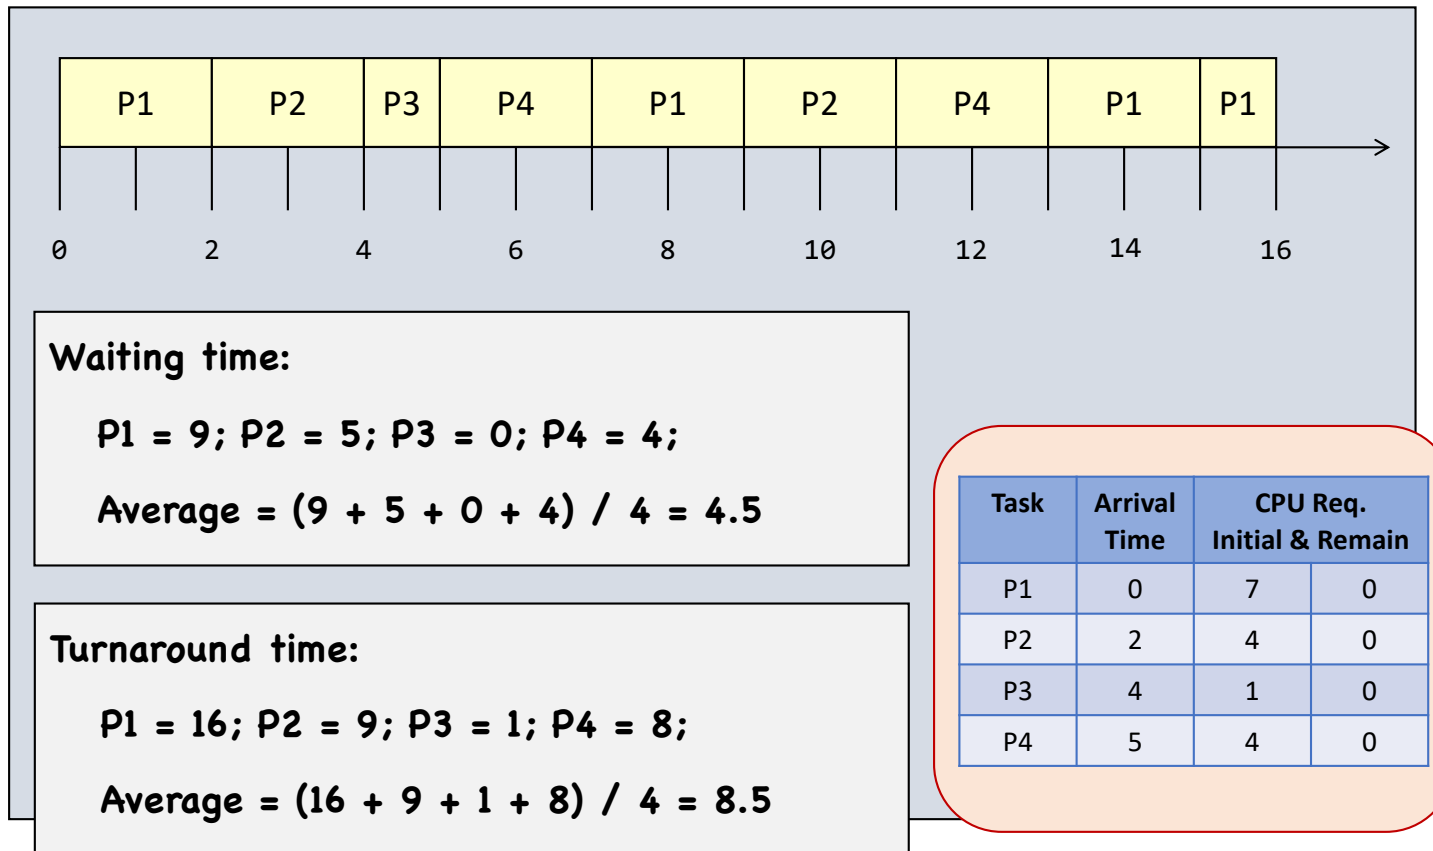 P1 P2 P3 P4 P1 P2 P4 P1 P1
0 2 4 6 8 10 12 14 16
Waiting time:
P1 = 9; P2 = 5; P3 = 0; P4 = 4;
Average = (9 + 5 + 0 + 4) / 4 = 4.5
Turnaround time:
P1 = 16; P2 = 9; P3 = 1; P4 = 8;
Average = (16 + 9 + 1 + 8) / 4 = 8.5
Task Arrival Time CPU Req. Initial & Remain
P1 0 7 0
P2 2 4 0
P3 4 1 0
P4 5 4 0